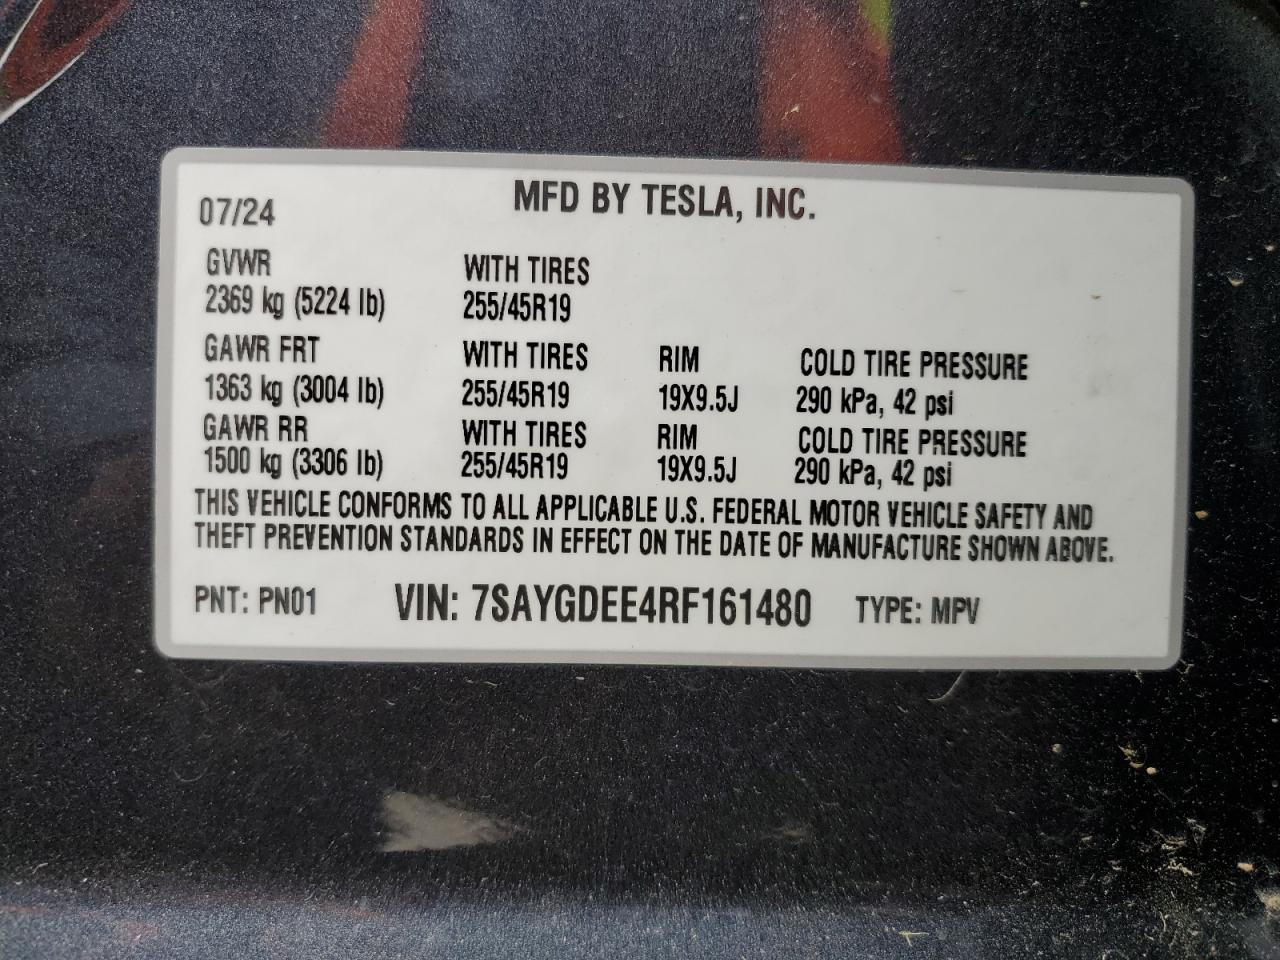 MFD BY TESLA, INC.
07/24
GVWR WITH TIRES
2369 kg (5224 lb) 255/45R19
GAWR FRT WITH TIRES RIM COLD TIRE PRESSURE
1363 kg (3004 lb) 255/45R19 19X9.5J 290 kPa, 42 psi
GAWR RR WITH TIRES RIM COLD TIRE PRESSURE
1500 kg (3306 lb) 255/45R19 19X9.5J 290 kPa, 42 psi
THIS VEHICLE CONFORMS TO ALL APPLICABLE U.S. FEDERAL MOTOR VEHICLE SAFETY AND
THEFT PREVENTION STANDARDS IN EFFECT ON THE DATE OF MANUFACTURE SHOWN ABOVE.
PNT: PN01 VIN: 7SAYGDEE4RF161480 TYPE: MPV